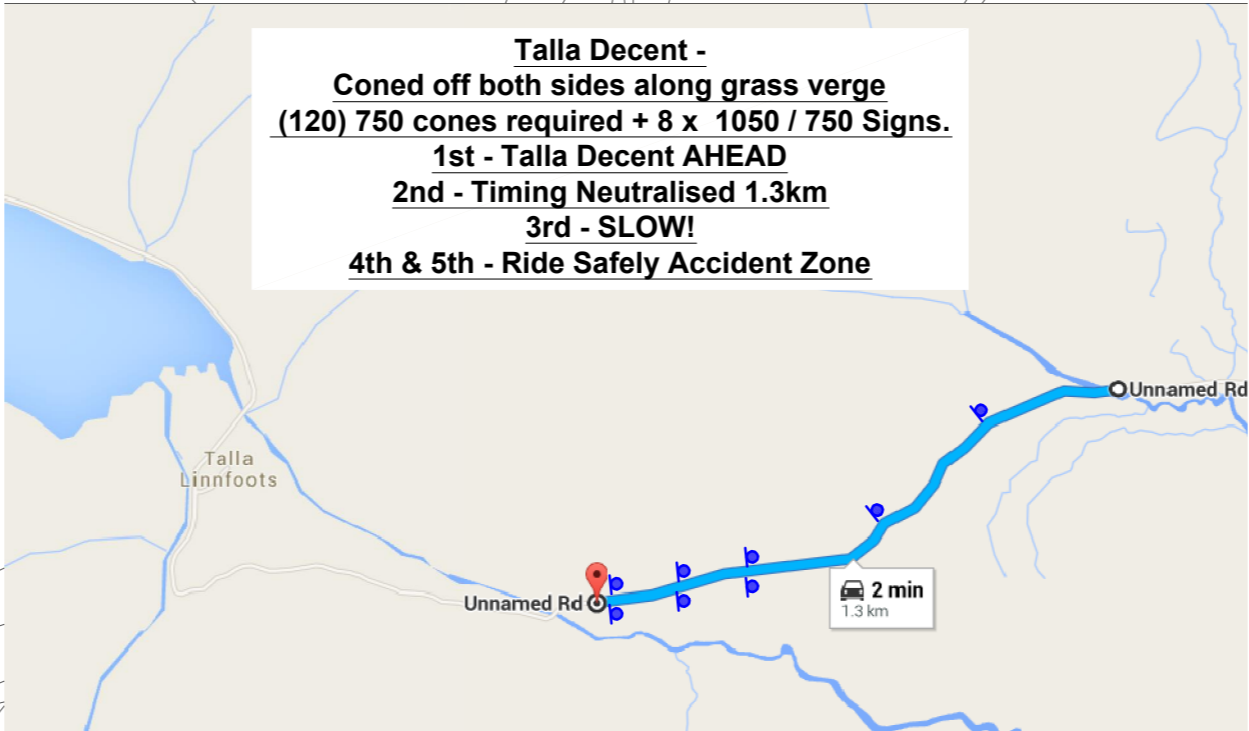 Talla Decent -
Coned off both sides along grass verge
(120) 750 cones required + 8 x 1050 / 750 Signs.
1st - Talla Decent AHEAD
2nd - Timing Neutralised 1.3km
3rd - SLOW!
4th & 5th - Ride Safely Accident Zone
Unnamed Rd
Talla
Linnfoots
2 min
1.3 km
Unnamed Rd